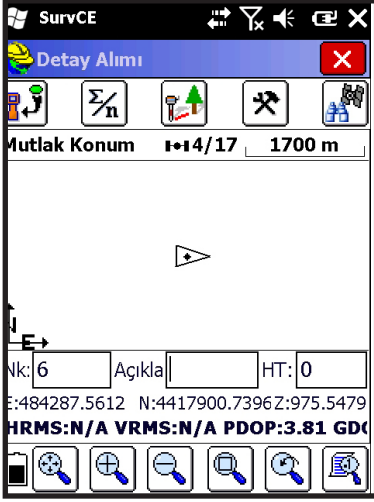 SurvCE
Detay Alımı
Σ/n
Mutlak Konum 4/17 1700 m
N
E
Nk: 6 Açıkla HT: 0
E:484287.5612 N:4417900.7396 Z:975.5479
HRMS:N/A VRMS:N/A PDOP:3.81 GD